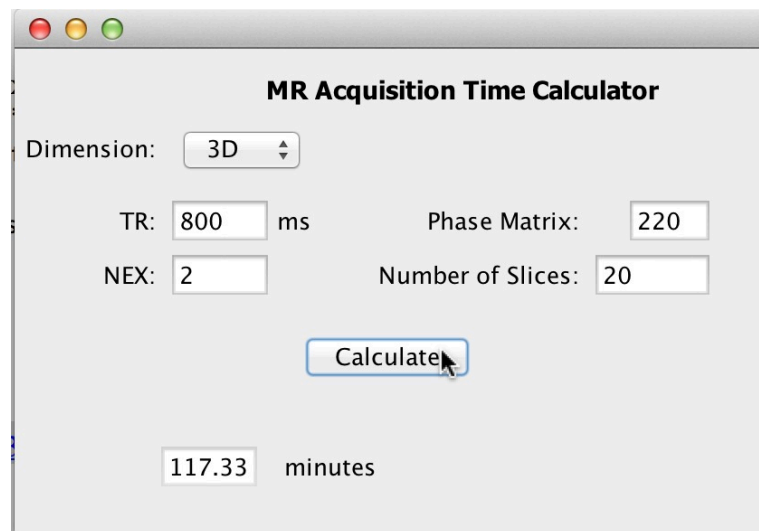 MR Acquisition Time Calculator
Dimension: 3D
TR: 800 ms Phase Matrix: 220
NEX: 2 Number of Slices: 20
Calculate
117.33 minutes